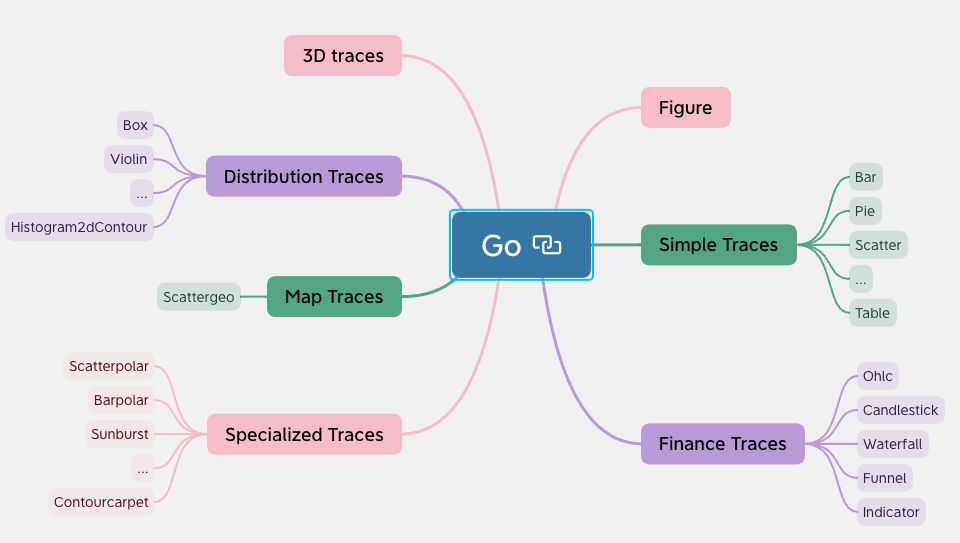 3D traces
Figure
Box
Violin
...
Histogram2dContour
Distribution Traces
Go
Bar
Pie
Scatter
...
Table
Simple Traces
Scattergeo
Map Traces
Scatterpolar
Barpolar
Sunburst
...
Contourcarpet
Specialized Traces
Finance Traces
Ohlc
Candlestick
Waterfall
Funnel
Indicator